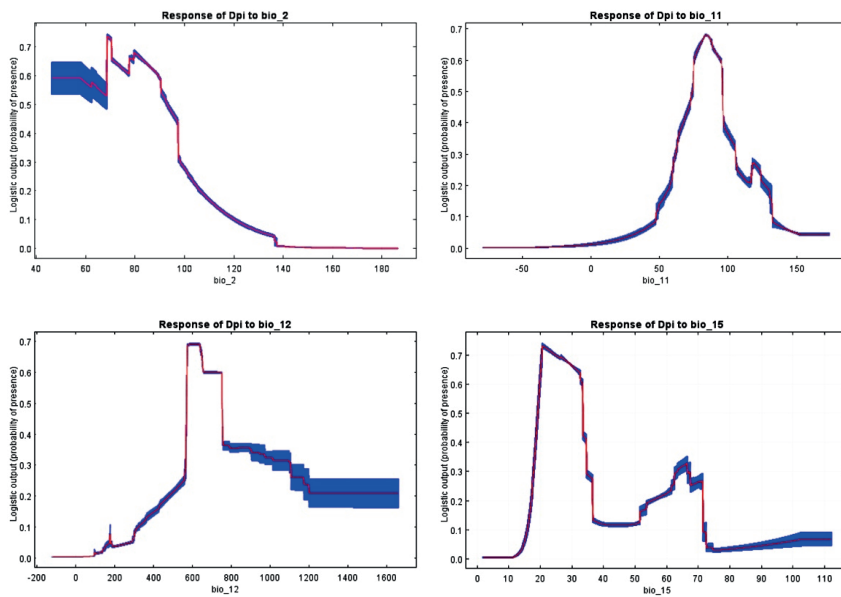 Response of Dpi to bio_2
Logistic output (probability of presence)
0.7
0.6
0.5
0.4
0.3
0.2
0.1
0.0
40 60 80 100 120 140 160 180
bio_2
Response of Dpi to bio_11
Logistic output (probability of presence)
0.7
0.6
0.5
0.4
0.3
0.2
0.1
0.0
-50 0 50 100 150
bio_11
Response of Dpi to bio_12
Logistic output (probability of presence)
0.7
0.6
0.5
0.4
0.3
0.2
0.1
0.0
-200 0 200 400 600 800 1000 1200 1400 1600
bio_12
Response of Dpi to bio_15
Logistic output (probability of presence)
0.7
0.6
0.5
0.4
0.3
0.2
0.1
0.0
0 10 20 30 40 50 60 70 80 90 100 110
bio_15